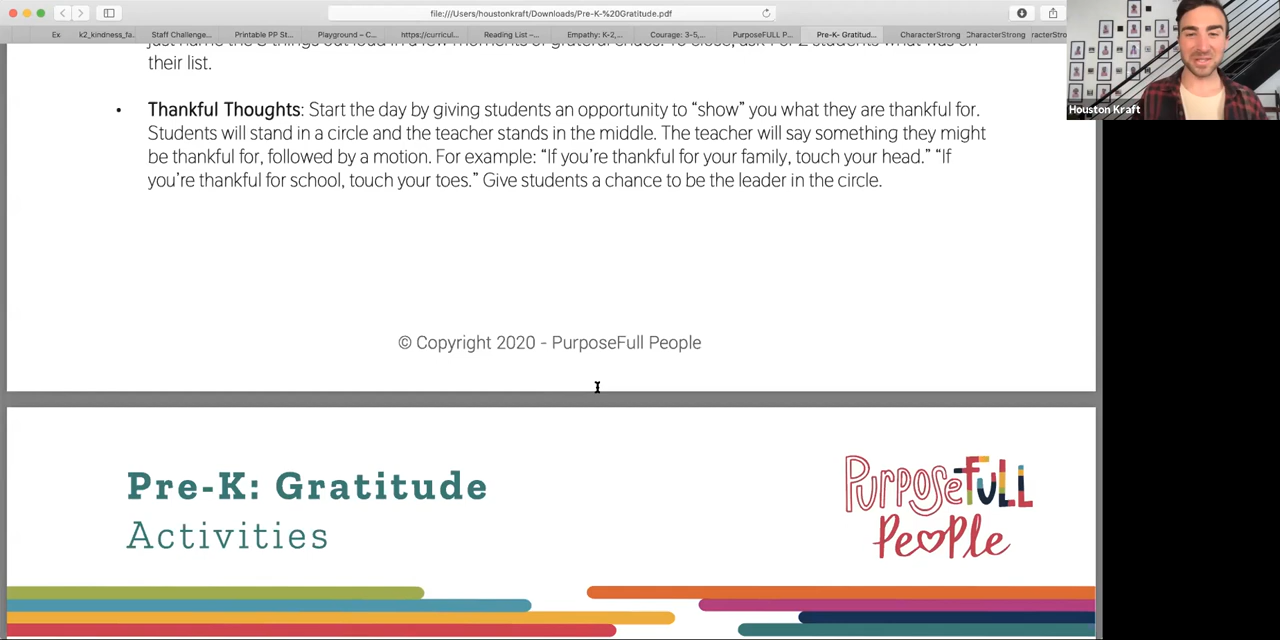 file:///Users/houstonkraft/Downloads/Pre-K-%20Gratitude.pdf
Ex k2_kindness_fa... Staff Challenge... Printable PP St... Playground – C... https://curricul... Reading List –... Empathy: K-2,... Courage: 3-5,... PurposeFULL P... Pre-K- Gratitud... CharacterStrong CharacterStrong racterStro
their list.
• Thankful Thoughts: Start the day by giving students an opportunity to “show” you what they are thankful for.
Students will stand in a circle and the teacher stands in the middle. The teacher will say something they might
be thankful for, followed by a motion. For example: “If you’re thankful for your family, touch your head.” “If
you’re thankful for school, touch your toes.” Give students a chance to be the leader in the circle.
© Copyright 2020 - PurposeFull People
Pre-K: Gratitude
Activities
PurposeFull
People
Houston Kraft